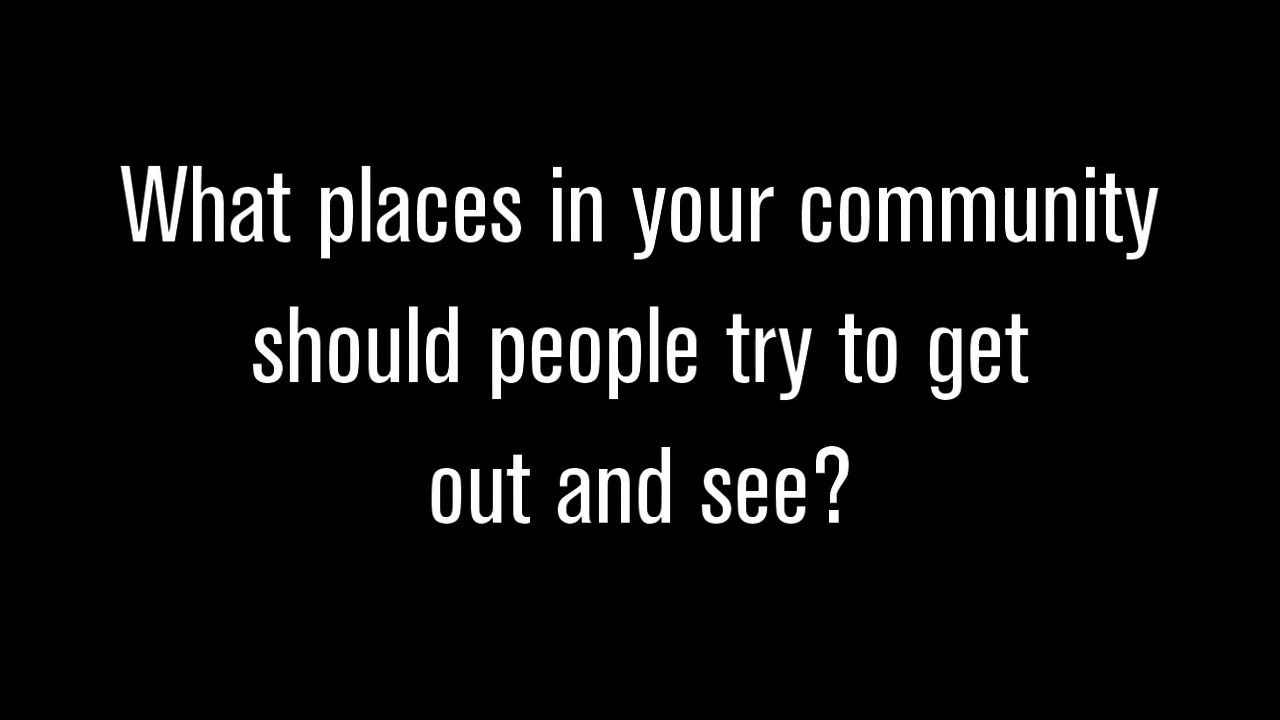 What places in your community
should people try to get
out and see?